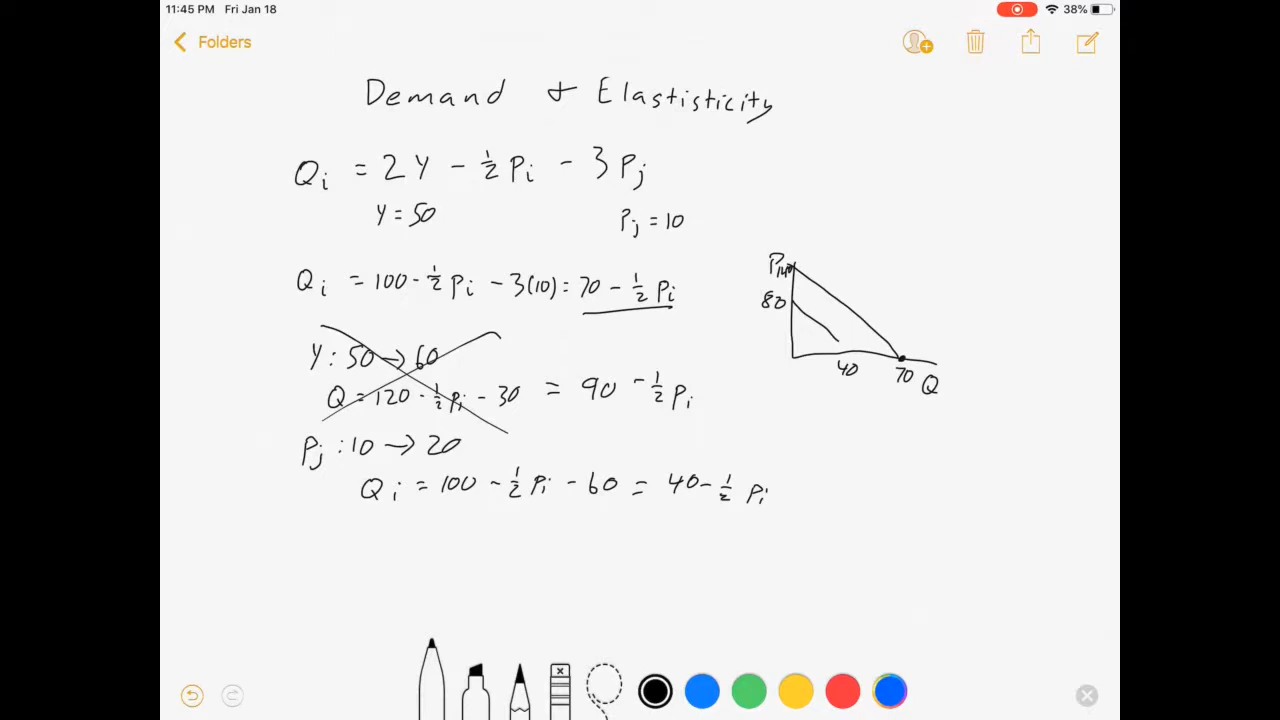 11:45 PM Fri Jan 18
38%
Folders
Demand & Elastisticity
Qi = 2Y - ½Pi - 3Pj
Y = 50
Pj = 10
Qi = 100 - ½Pi - 3(10) = 70 - ½Pi
P
140
80
40
70
Q
Y: 50 → 60
Q = 120 - ½Pi - 30 = 90 - ½Pi
Pj: 10 → 20
Qi = 100 - ½Pi - 60 = 40 - ½Pi